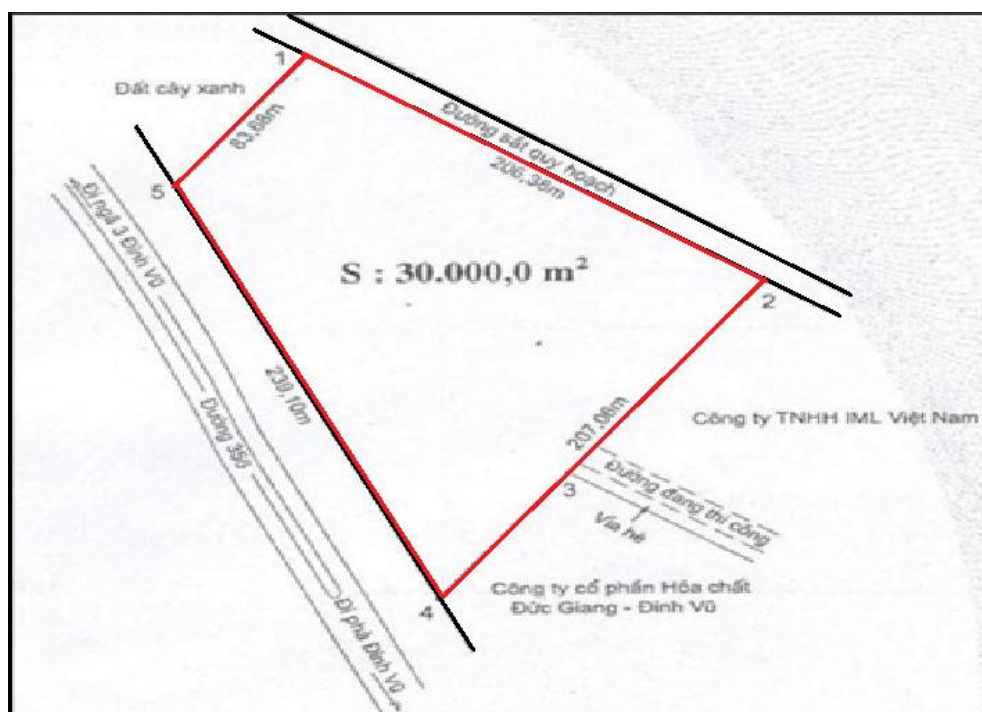 1
Đất cây xanh
83,68m
Đường sắt quy hoạch
206,38m
5
2
Đi ngã 3 Đình Vũ
S : 30.000,0 m²
239,10m
Đường 356
207,08m
Công ty TNHH IML Việt Nam
3
Đường đang thi công
Vỉa hè
4
Công ty cổ phần Hóa chất
Đức Giang - Đình Vũ
Đi phà Đình Vũ